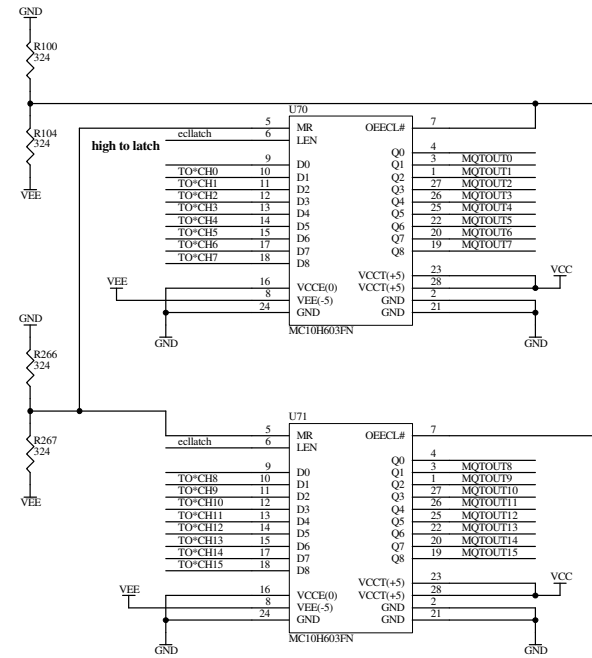 GND
R100
324
R104
324
VEE
high to latch
U70
5 MR OEECL# 7
ecllatch 6 LEN
Q0 4
9 D0 Q1 3 MQTOUT0
TO*CH0 10 D1 Q2 1 MQTOUT1
TO*CH1 11 D2 Q3 27 MQTOUT2
TO*CH2 12 D3 Q4 26 MQTOUT3
TO*CH3 13 D4 Q5 25 MQTOUT4
TO*CH4 14 D5 Q6 22 MQTOUT5
TO*CH5 15 D6 Q7 20 MQTOUT6
TO*CH6 17 D7 Q8 19 MQTOUT7
TO*CH7 18 D8
VCCT(+5) 23
VEE 16 VCCE(0) VCCT(+5) 28 VCC
8 VEE(-5) GND 2
24 GND GND 21
MC10H603FN
GND GND
GND
R266
324
R267
324
VEE
U71
5 MR OEECL# 7
ecllatch 6 LEN
Q0 4
9 D0 Q1 3 MQTOUT8
TO*CH8 10 D1 Q2 1 MQTOUT9
TO*CH9 11 D2 Q3 27 MQTOUT10
TO*CH10 12 D3 Q4 26 MQTOUT11
TO*CH11 13 D4 Q5 25 MQTOUT12
TO*CH12 14 D5 Q6 22 MQTOUT13
TO*CH13 15 D6 Q7 20 MQTOUT14
TO*CH14 17 D7 Q8 19 MQTOUT15
TO*CH15 18 D8
VCCT(+5) 23
VEE 16 VCCE(0) VCCT(+5) 28 VCC
8 VEE(-5) GND 2
24 GND GND 21
MC10H603FN
GND GND